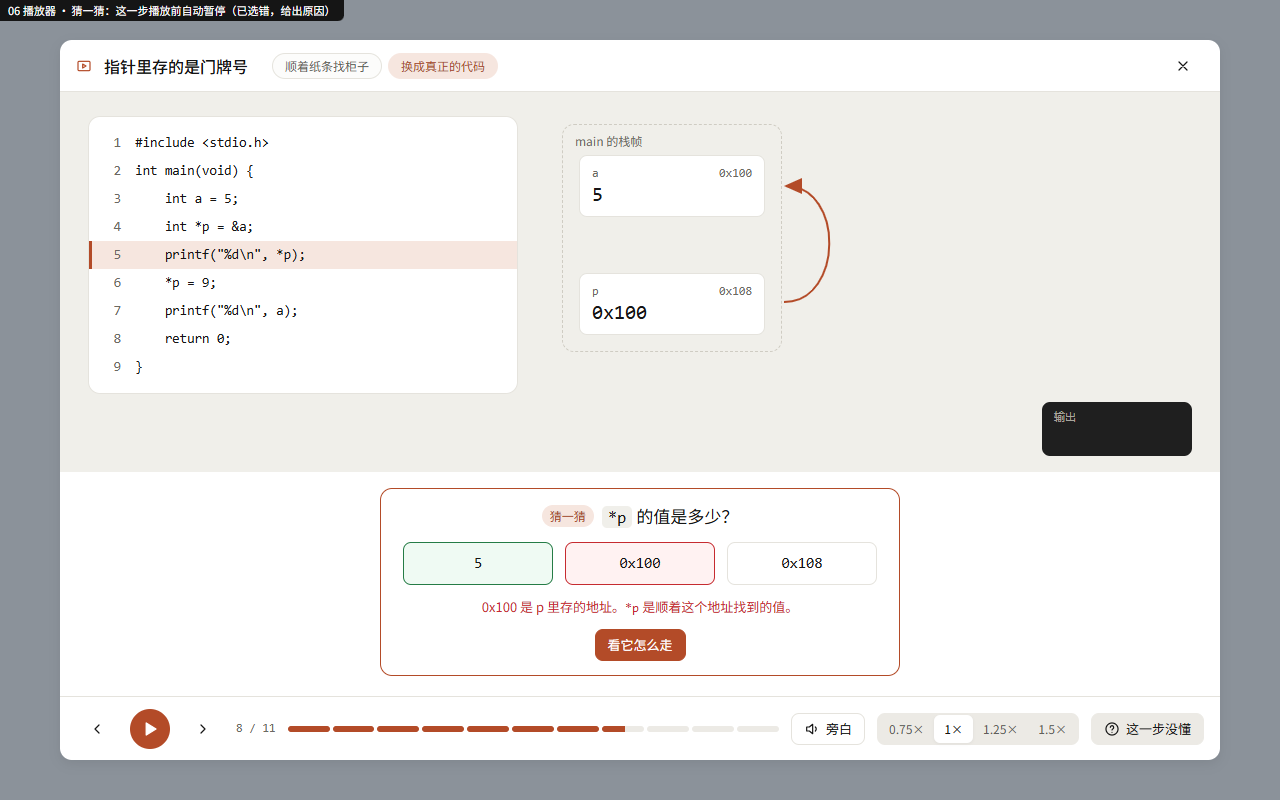 06 播放器 · 猜一猜：这一步播放前自动暂停（已选错，给出原因）
指针里存的是门牌号
顺着纸条找柜子
换成真正的代码
1 #include <stdio.h>
2 int main(void) {
3     int a = 5;
4     int *p = &a;
5     printf("%d\n", *p);
6     *p = 9;
7     printf("%d\n", a);
8     return 0;
9 }
main 的栈帧
a 0x100
5
p 0x108
0x100
输出
猜一猜 *p 的值是多少?
5 0x100 0x108
0x100 是 p 里存的地址。*p 是顺着这个地址找到的值。
看它怎么走
8 / 11
旁白
0.75× 1× 1.25× 1.5×
这一步没懂